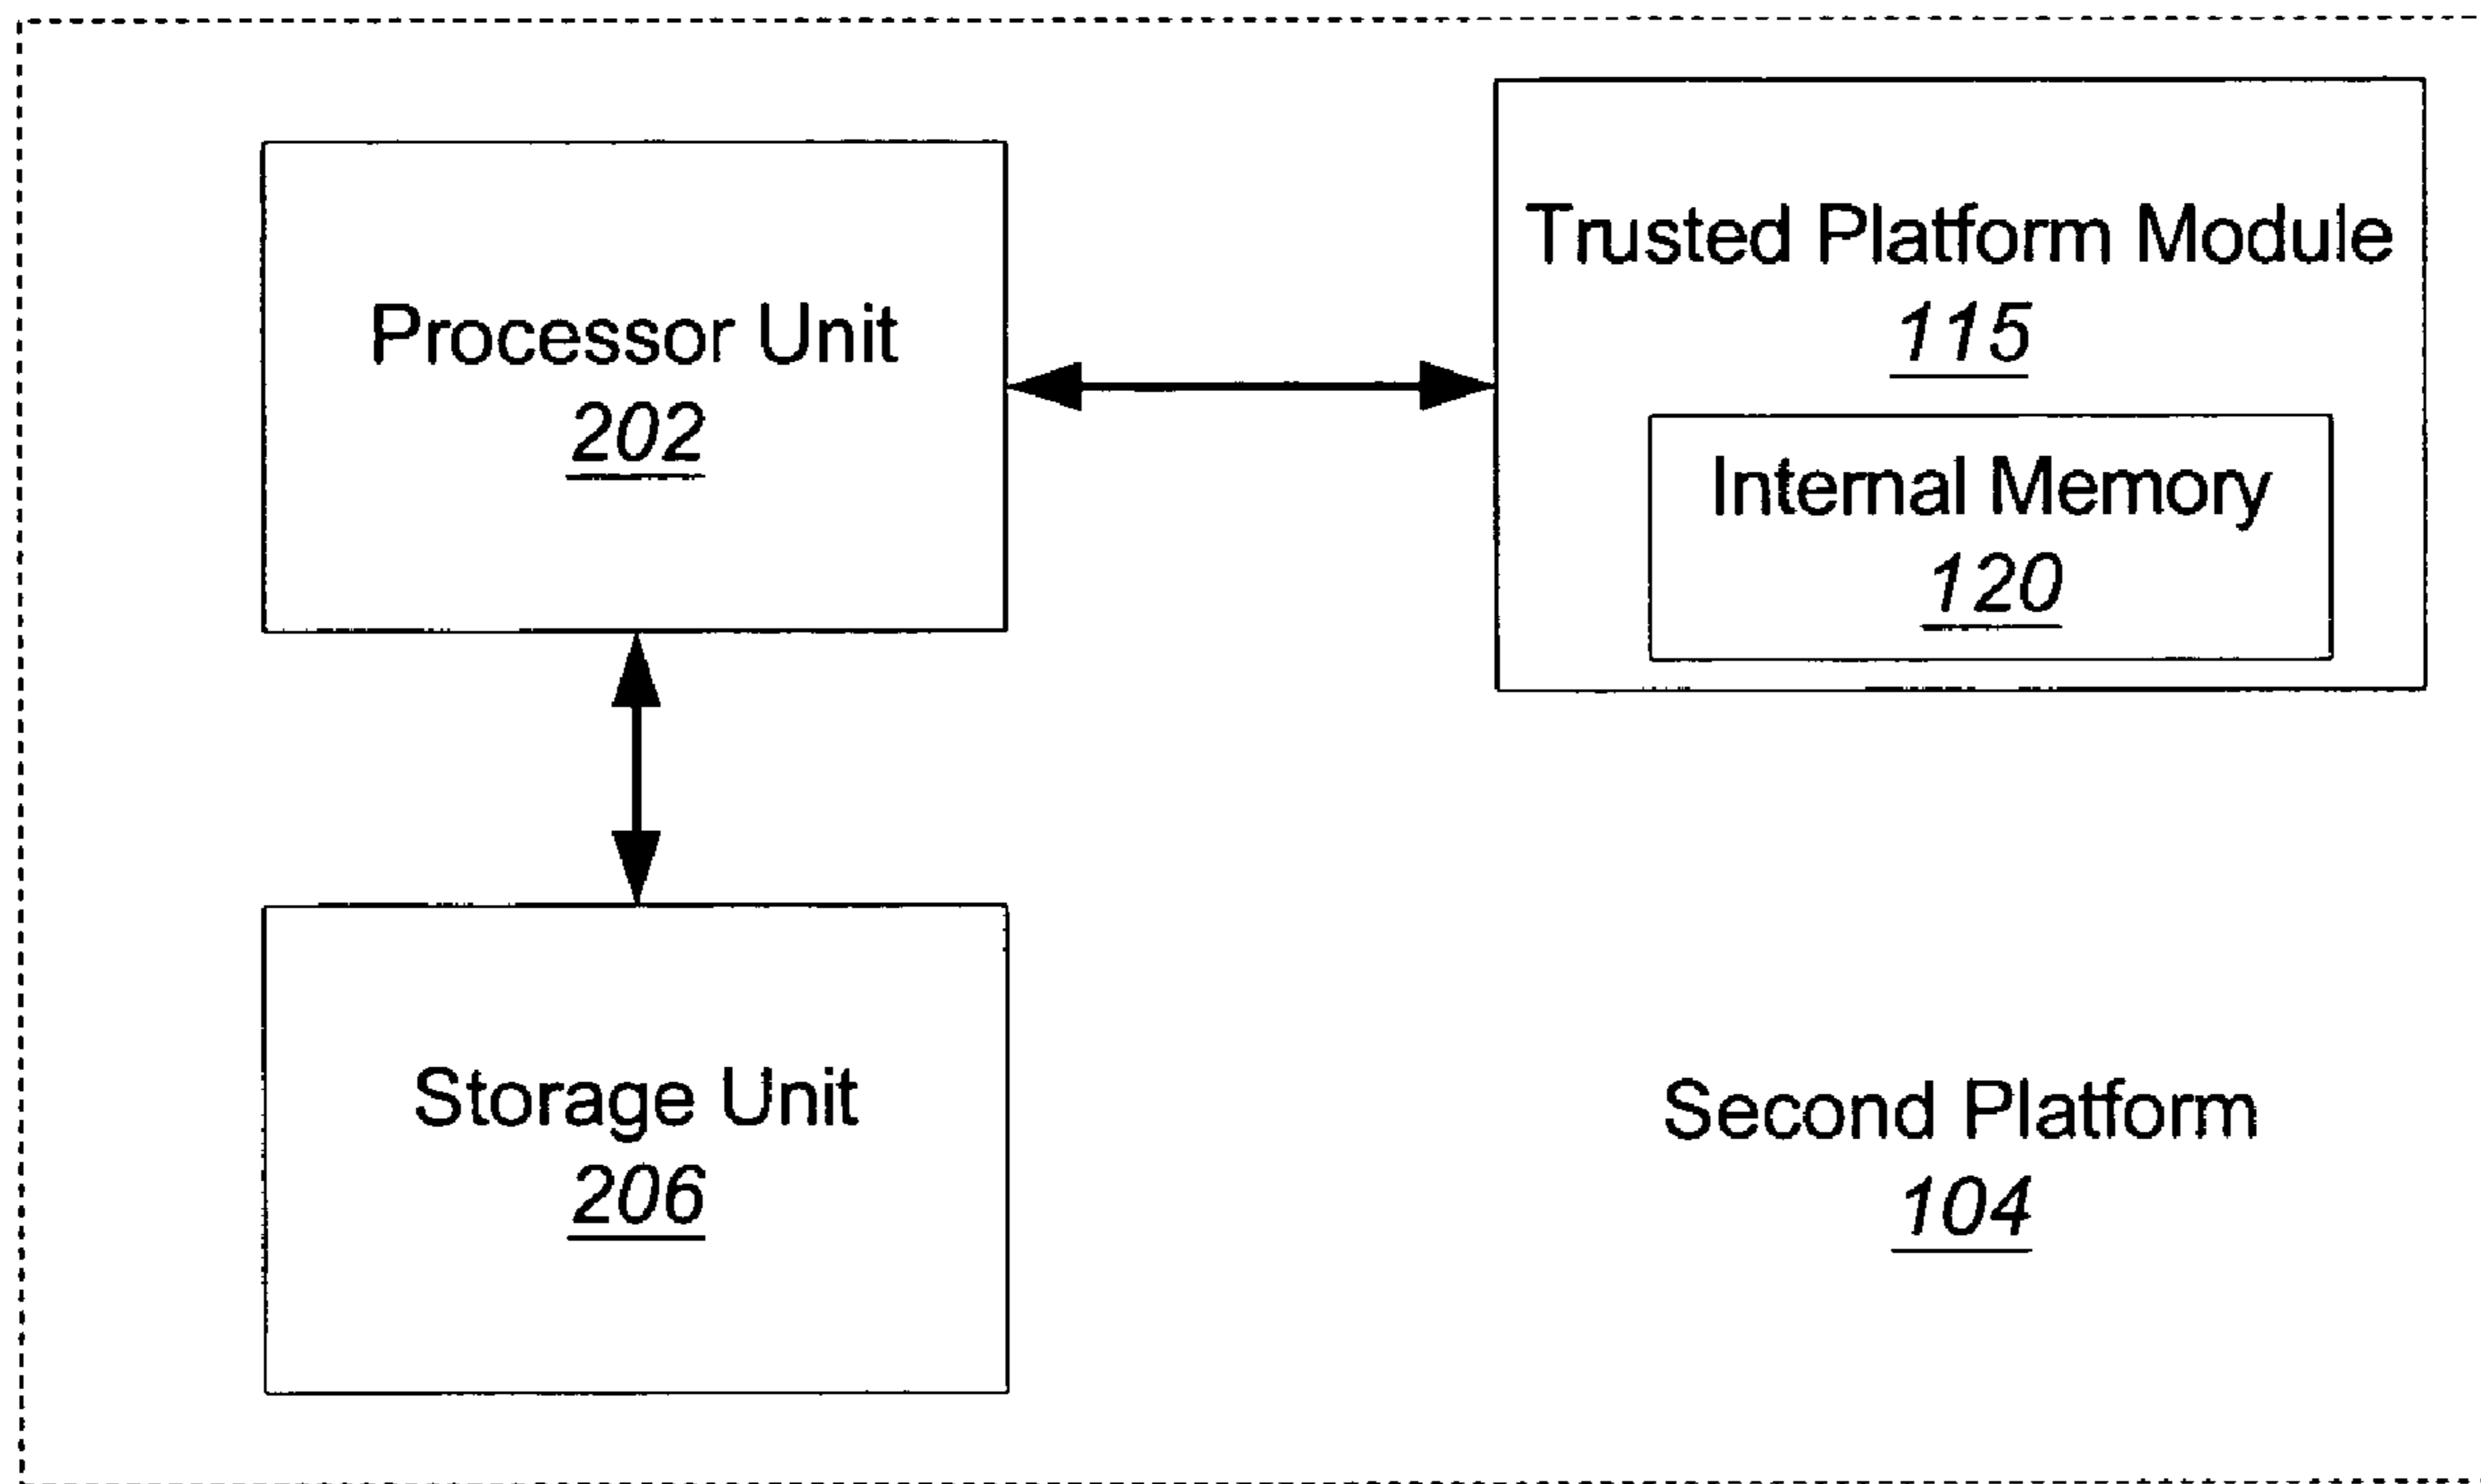 Processor Unit
202
Trusted Platform Module
115
Internal Memory
120
Storage Unit
206
Second Platform
104